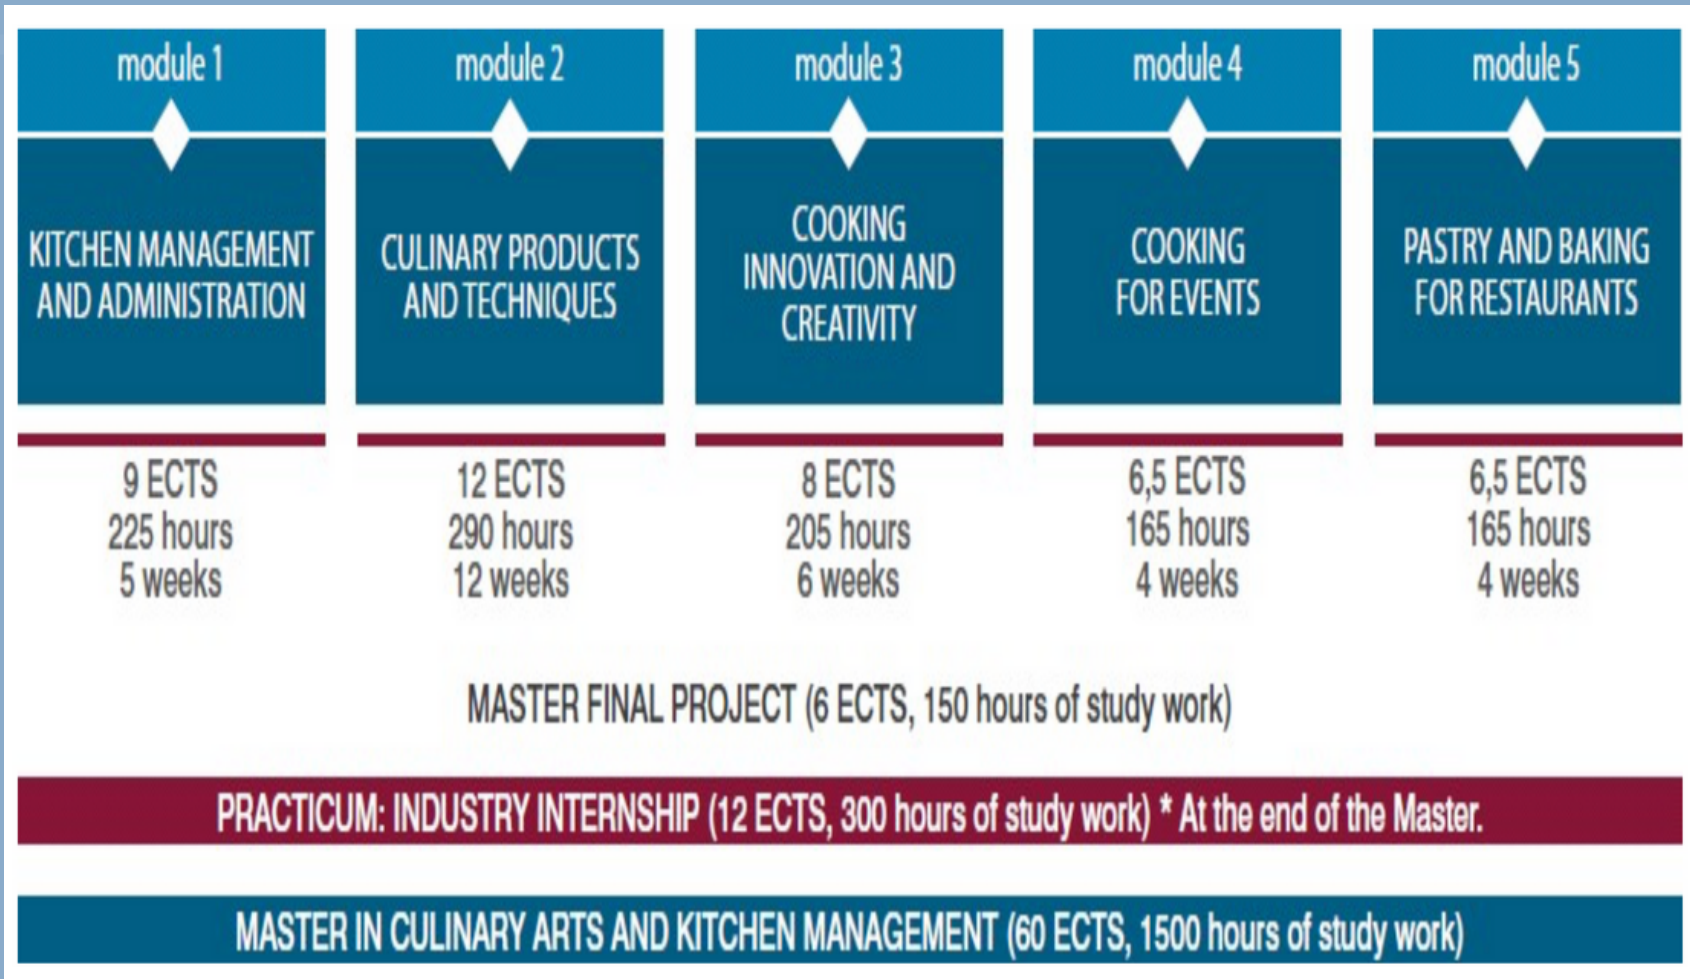 module 1
KITCHEN MANAGEMENT
AND ADMINISTRATION
9 ECTS
225 hours
5 weeks
module 2
CULINARY PRODUCTS
AND TECHNIQUES
12 ECTS
290 hours
12 weeks
module 3
COOKING
INNOVATION AND
CREATIVITY
8 ECTS
205 hours
6 weeks
module 4
COOKING
FOR EVENTS
6,5 ECTS
165 hours
4 weeks
module 5
PASTRY AND BAKING
FOR RESTAURANTS
6,5 ECTS
165 hours
4 weeks
MASTER FINAL PROJECT (6 ECTS, 150 hours of study work)
PRACTICUM: INDUSTRY INTERNSHIP (12 ECTS, 300 hours of study work) * At the end of the Master.
MASTER IN CULINARY ARTS AND KITCHEN MANAGEMENT (60 ECTS, 1500 hours of study work)